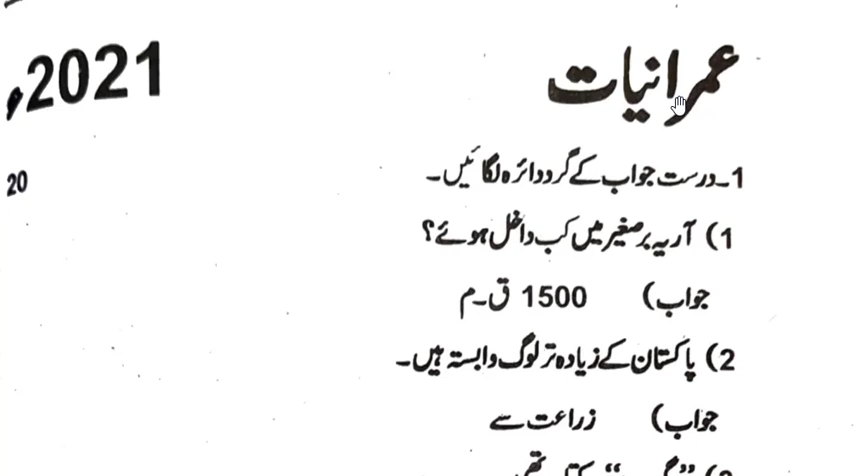 عمرانیات
2021ء
1۔درست جواب کے گرد دائرہ لگائیں۔
20
1) آریہ برصغیر میں کب داخل ہوئے؟
جواب) 1500 ق۔م
2) پاکستان کے زیادہ تر لوگ وابستہ ہیں۔
جواب) زراعت سے